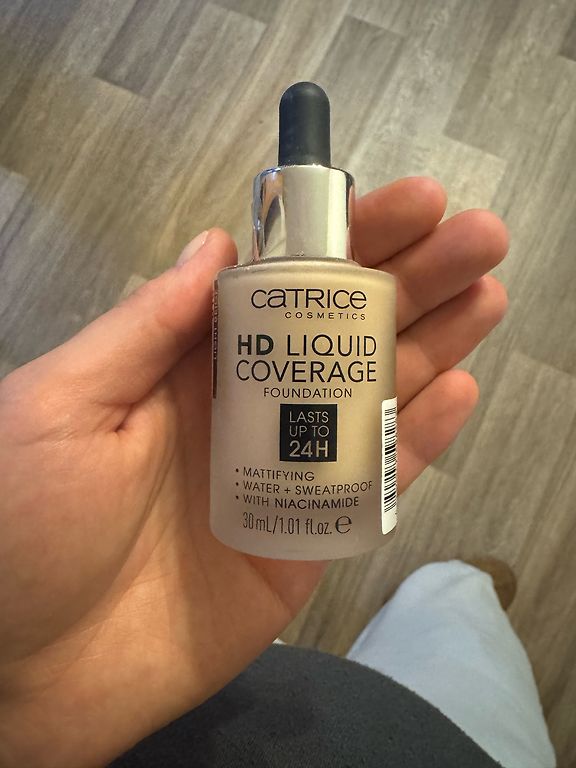 CATRICE
COSMETICS
HD LIQUID
COVERAGE
FOUNDATION
LASTS
UP TO
24H
• MATTIFYING
• WATER + SWEATPROOF
• WITH NIACINAMIDE
30 mL/1.01 fl.oz. ℮